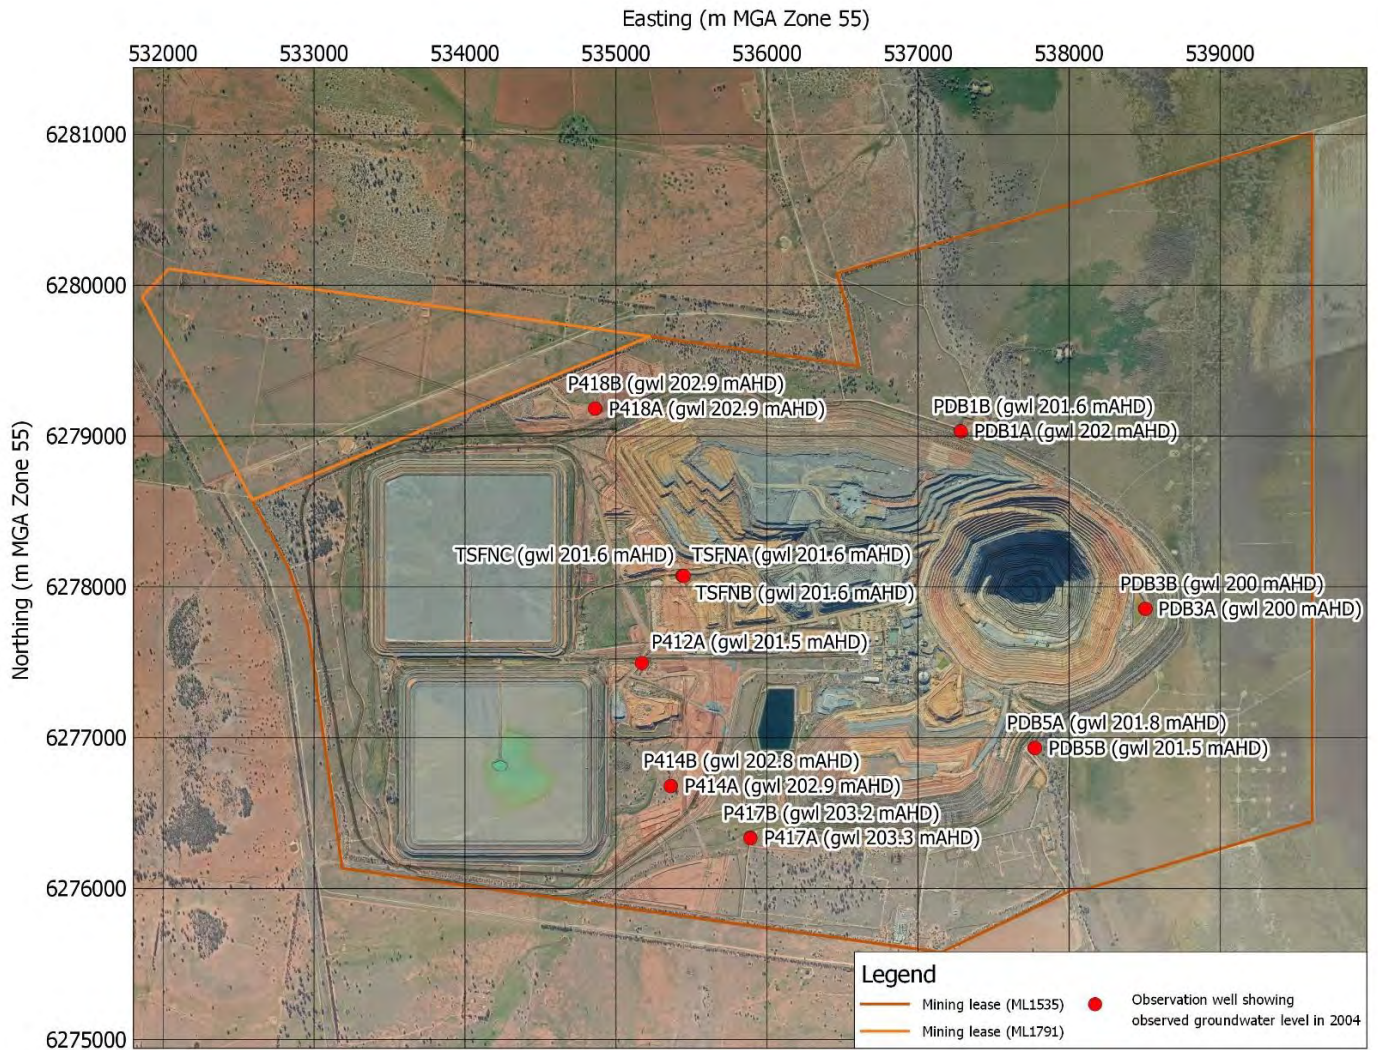 Easting (m MGA Zone 55)
532000 533000 534000 535000 536000 537000 538000 539000
6281000
6280000
6279000
6278000
6277000
6276000
6275000
Northing (m MGA Zone 55)
P418B (gwl 202.9 mAHD)
P418A (gwl 202.9 mAHD)
PDB1B (gwl 201.6 mAHD)
PDB1A (gwl 202 mAHD)
TSFNC (gwl 201.6 mAHD) TSFNA (gwl 201.6 mAHD)
TSFNB (gwl 201.6 mAHD)
PDB3B (gwl 200 mAHD)
PDB3A (gwl 200 mAHD)
P412A (gwl 201.5 mAHD)
PDB5A (gwl 201.8 mAHD)
PDB5B (gwl 201.5 mAHD)
P414B (gwl 202.8 mAHD)
P414A (gwl 202.9 mAHD)
P417B (gwl 203.2 mAHD)
P417A (gwl 203.3 mAHD)
Legend
Mining lease (ML1535)
Mining lease (ML1791)
Observation well showing
observed groundwater level in 2004